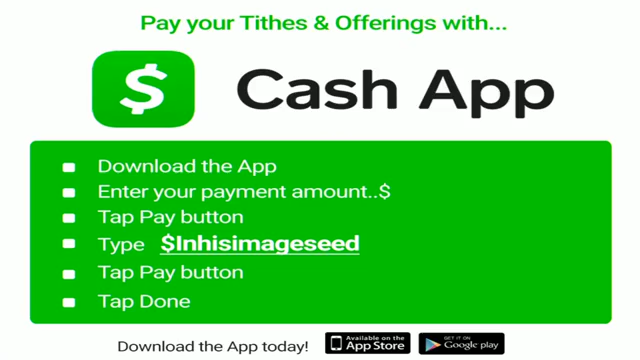 Pay your Tithes & Offerings with...
$ Cash App
Download the App
Enter your payment amount..$
Tap Pay button
Type $Inhisimageseed
Tap Pay button
Tap Done
Download the App today! Available on the App Store GET IT ON Google play